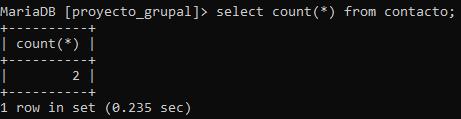 MariaDB [proyecto_grupal]> select count(*) from contacto;
+----------+
| count(*) |
+----------+
|        2 |
+----------+
1 row in set (0.235 sec)